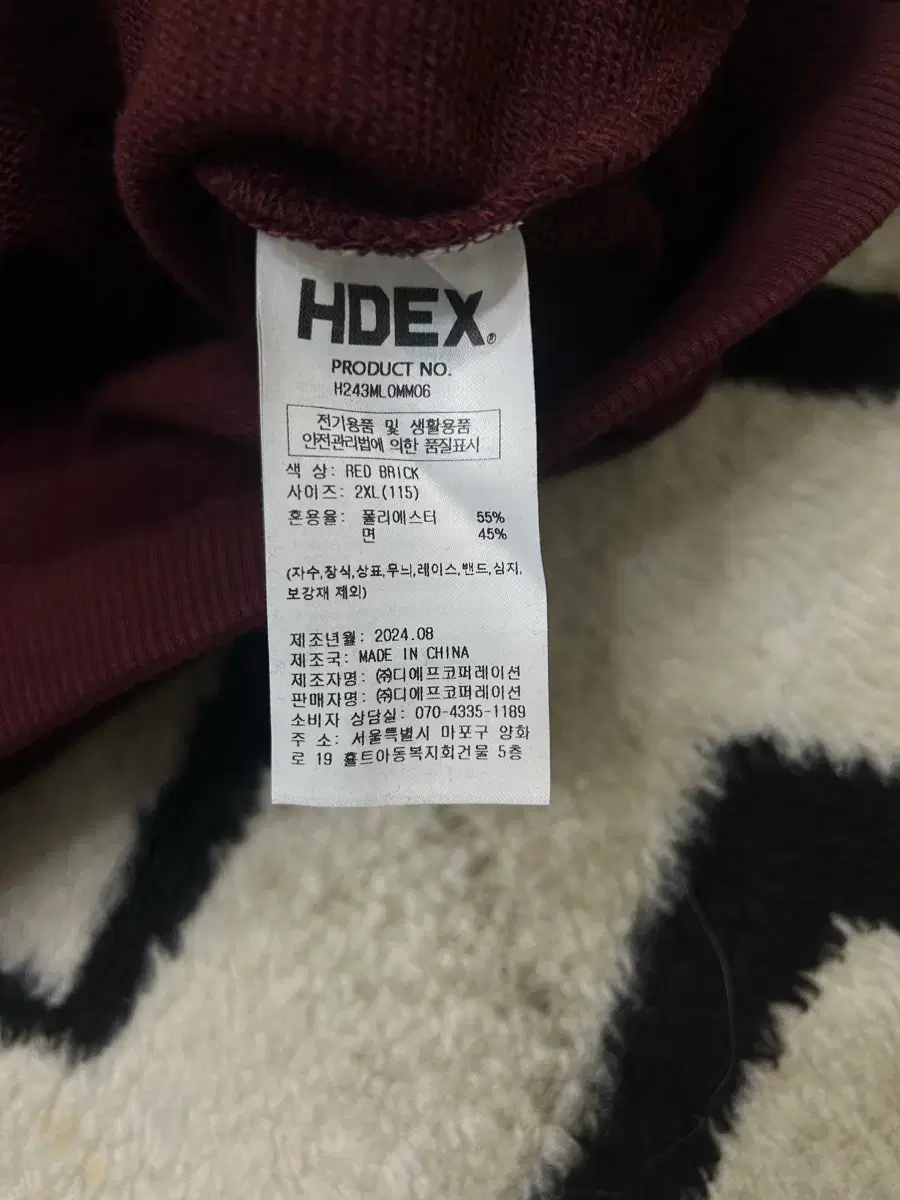 HDEX®
PRODUCT NO.
H243ML0MM06
전기용품 및 생활용품
안전관리법에 의한 품질표시
색 상: RED BRICK
사이즈: 2XL(115)
혼용율: 폴리에스터 55%
면 45%
(자수,장식,상표,무늬,레이스,밴드,심지,
보강재 제외)
제조년월: 2024.08
제조국: MADE IN CHINA
제조자명: ㈜디에프코퍼레이션
판매자명: ㈜디에프코퍼레이션
소비자 상담실: 070-4335-1189
주 소: 서울특별시 마포구 양화
로 19 홀트아동복지회건물 5층